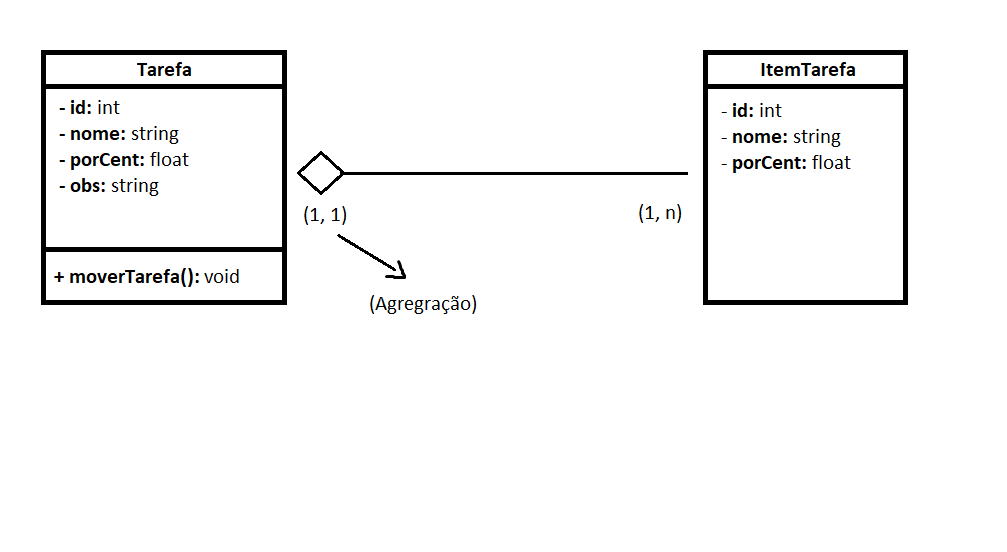 Tarefa
- id: int
- nome: string
- porCent: float
- obs: string
+ moverTarefa(): void
(1, 1)
(Agregração)
(1, n)
ItemTarefa
- id: int
- nome: string
- porCent: float